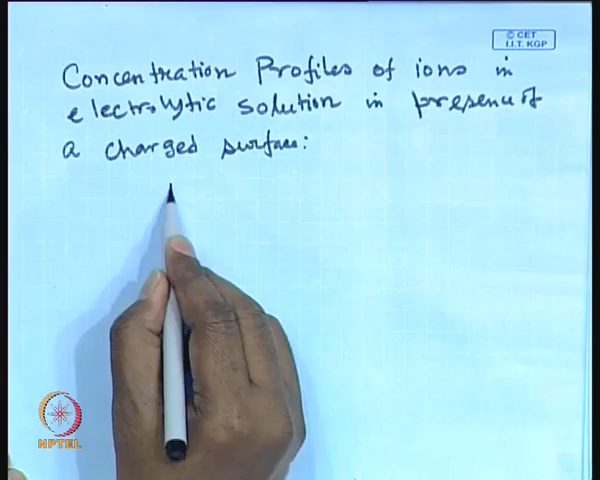 © CET
I.I.T. KGP
Concentration Profiles of ions in
electrolytic solution in presence of
a charged surface:
NPTEL